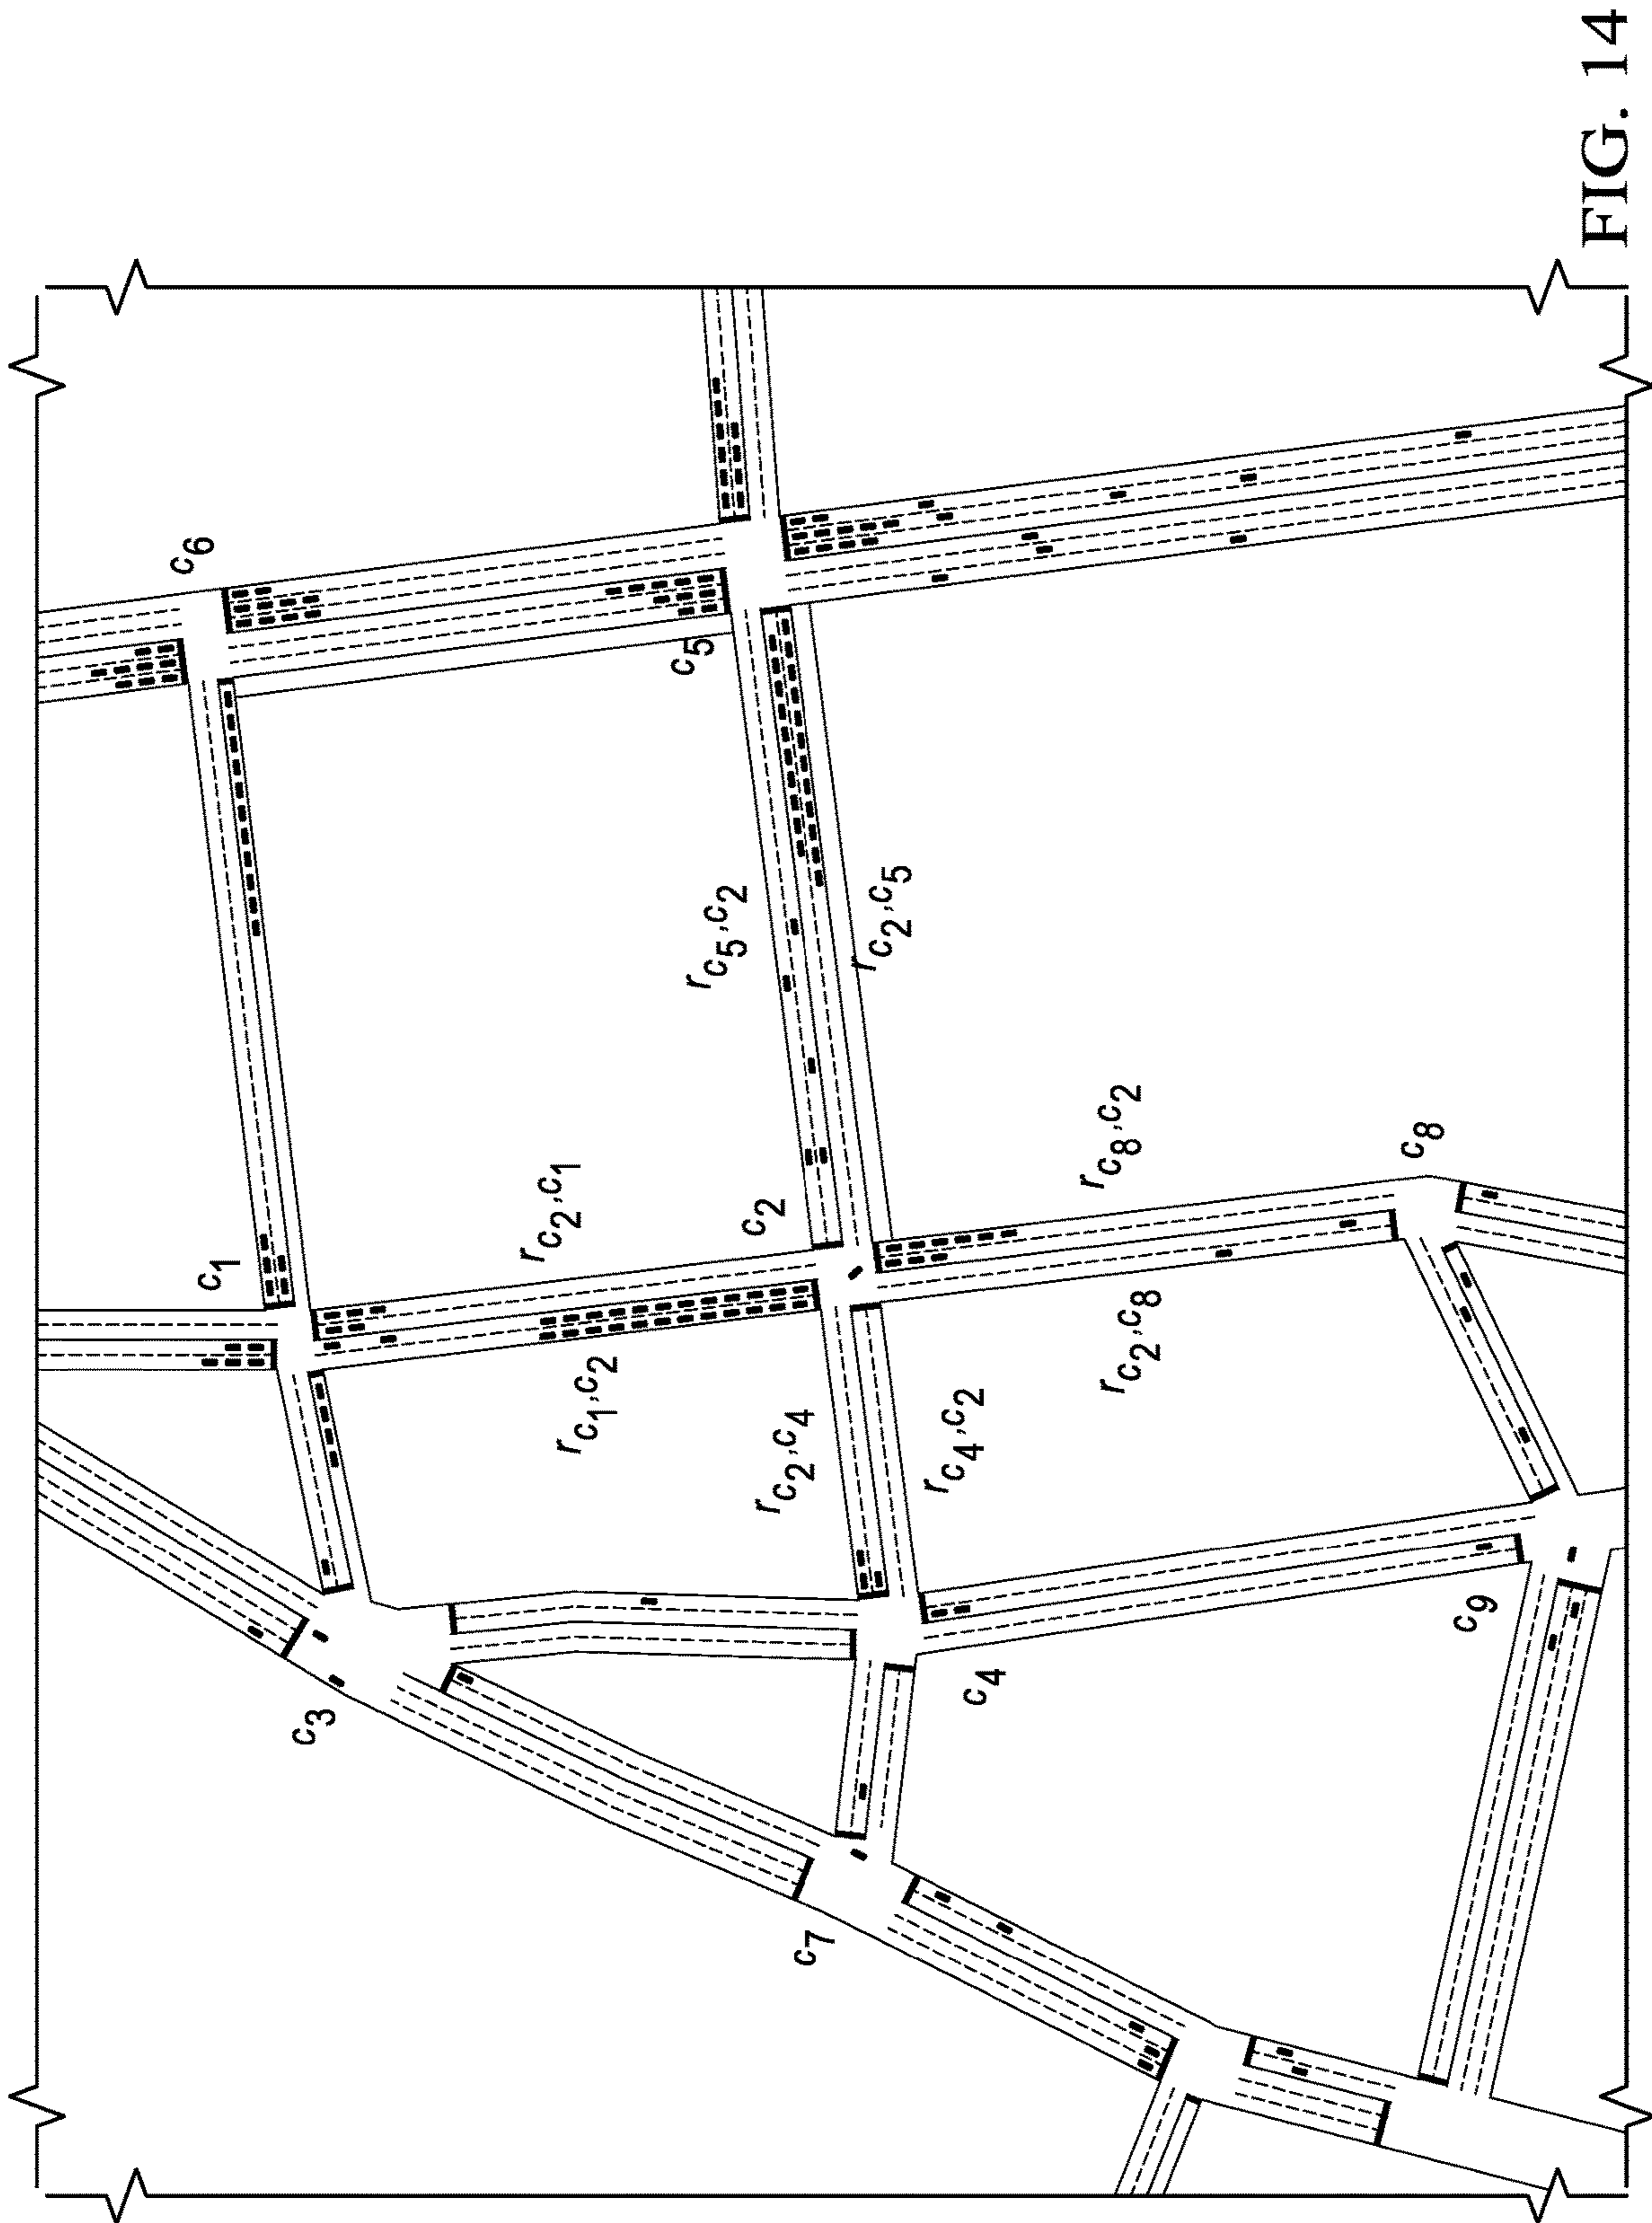 c6
c1
c3
rc2,c1
rc1,c2
c5
rc5,c2
c2
rc2,c4
c7
rc2,c5
rc4,c2
c4
rc8,c2
rc2,c8
c8
c9
FIG. 14